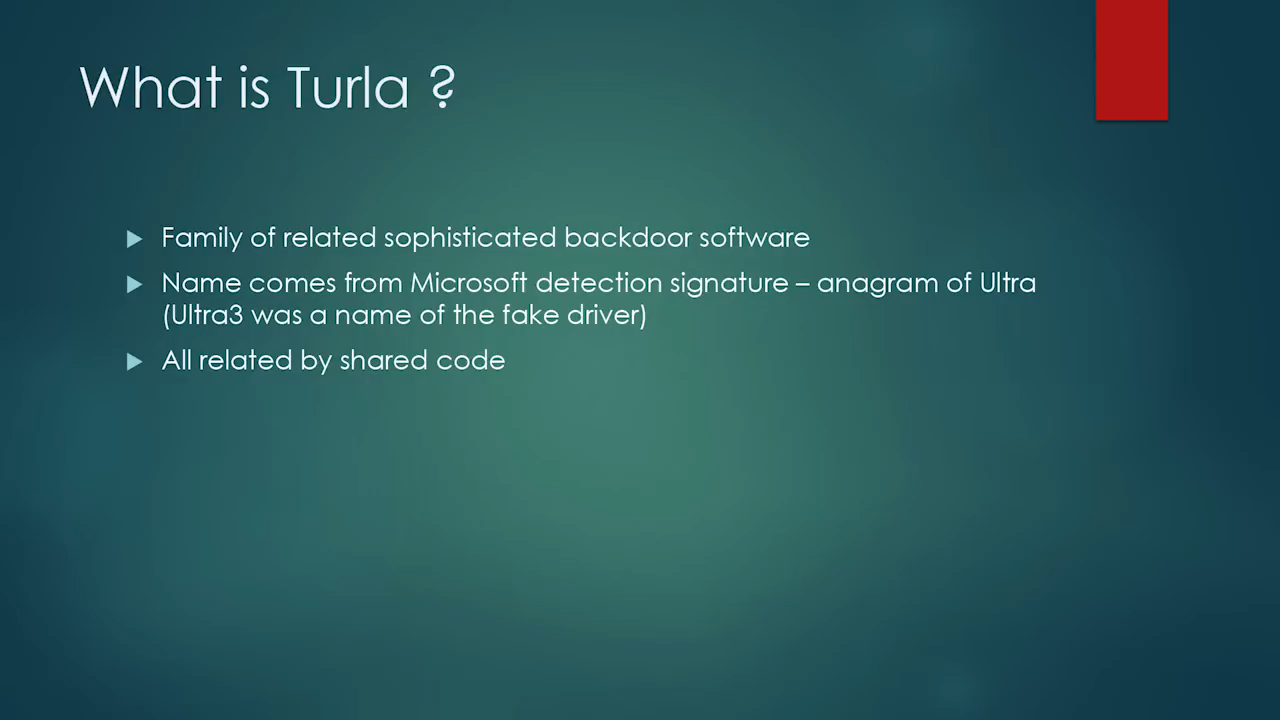 What is Turla ?
Family of related sophisticated backdoor software
Name comes from Microsoft detection signature – anagram of Ultra
(Ultra3 was a name of the fake driver)
All related by shared code